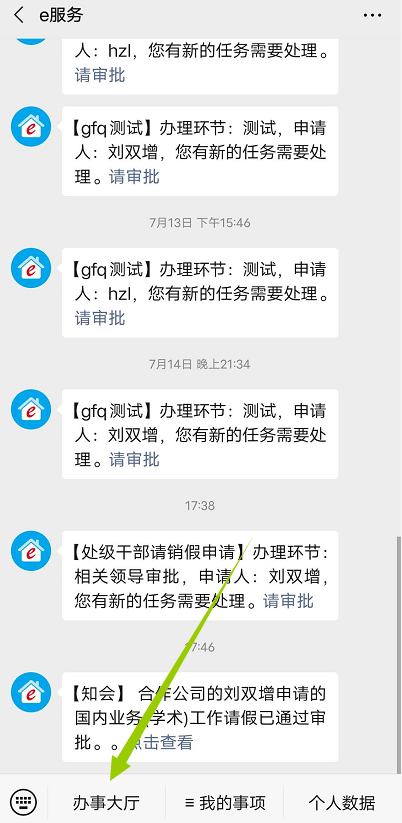 e服务
人：hzl，您有新的任务需要处理。
请审批
【gfq测试】办理环节：测试，申请
人：刘双增，您有新的任务需要处
理。请审批
7月13日 下午15:46
【gfq测试】办理环节：测试，申请
人：hzl，您有新的任务需要处理。
请审批
7月14日 晚上21:34
【gfq测试】办理环节：测试，申请
人：刘双增，您有新的任务需要处
理。请审批
17:38
【处级干部请销假申请】办理环节：
相关领导审批，申请人：刘双增，
您有新的任务需要处理。请审批
17:46
【知会】 合作公司的刘双增申请的
国内业务(学术)工作请假已通过审
批。。点击查看
办事大厅
≡ 我的事项
个人数据